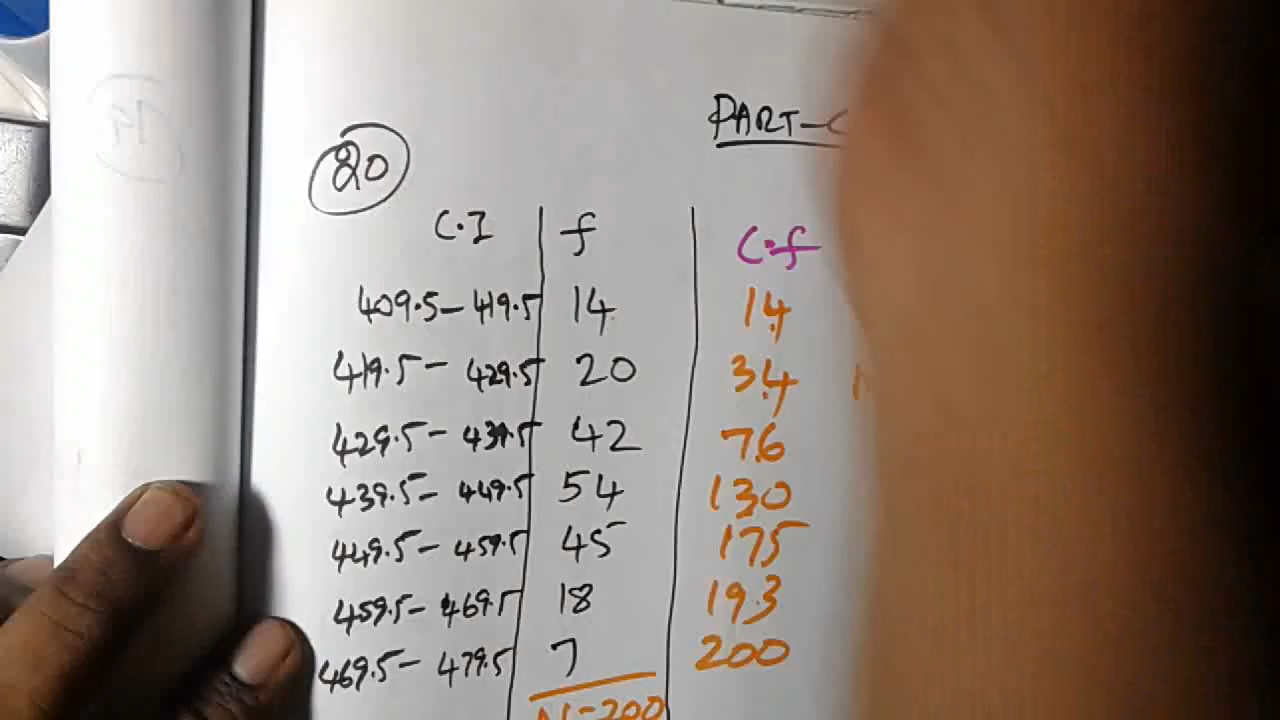 PART-C
20
C.I f C.f
409.5-419.5 14 14
419.5-429.5 20 34
429.5-439.5 42 76
439.5-449.5 54 130
449.5-459.5 45 175
459.5-469.5 18 193
469.5-479.5 7 200
N=200